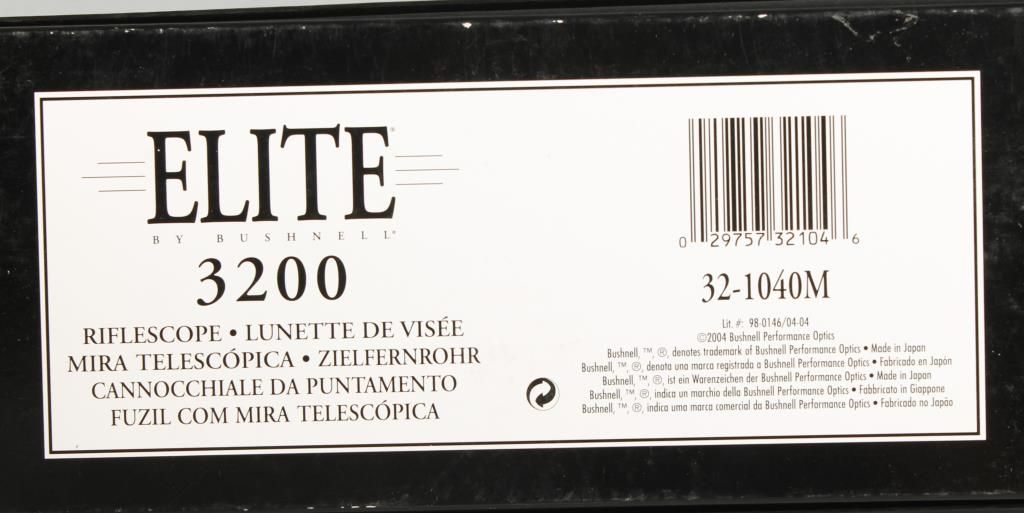 ELITE®
BY BUSHNELL®
3200
RIFLESCOPE • LUNETTE DE VISÉE
MIRA TELESCÓPICA • ZIELFERNROHR
CANNOCCHIALE DA PUNTAMENTO
FUZIL COM MIRA TELESCÓPICA
0 29757 32104 6
32-1040M
Lit. #: 98-0146/04-04
©2004 Bushnell Performance Optics
Bushnell, ™, ®, denotes trademark of Bushnell Performance Optics • Made in Japan
Bushnell, ™, ®, denota una marca registrada a Bushnell Performance Optics • Fabricado en Japón
Bushnell, ™, ®, ist ein Warenzeichen der Bushnell Performance Optics • Made in Japan
Bushnell, ™, ®, indica un marchio della Bushnell Performance Optics • Fabbricato in Giappone
Bushnell, ™, ®, indica uma marca comercial da Bushnell Performance Optics • Fabricado no Japão